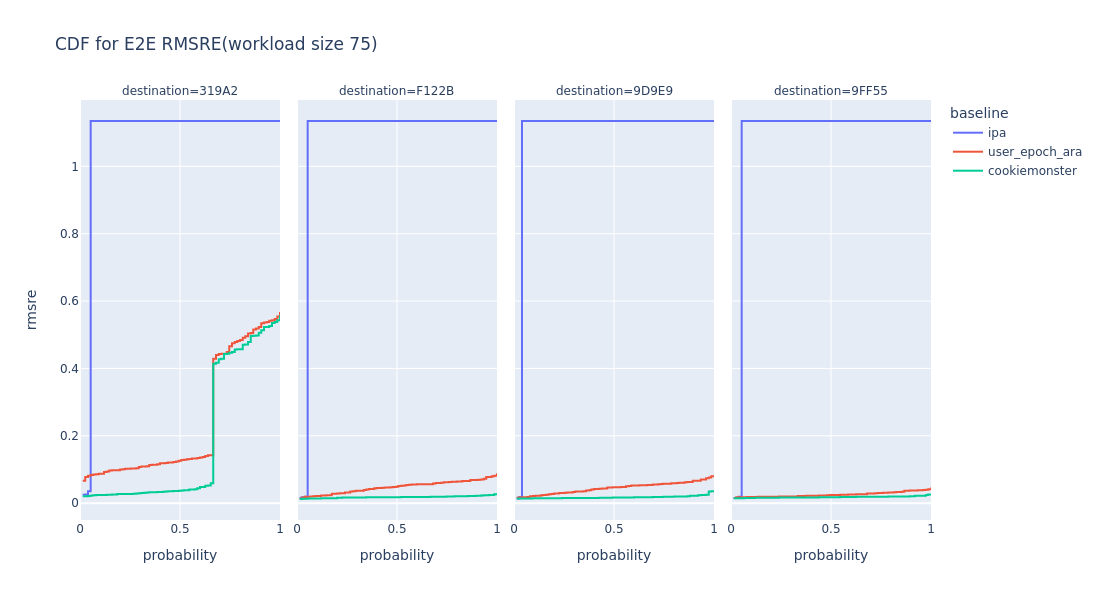 CDF for E2E RMSRE(workload size 75)
destination=319A2
destination=F122B
destination=9D9E9
destination=9FF55
baseline
ipa
user_epoch_ara
cookiemonster
rmsre
1
0.8
0.6
0.4
0.2
0
0 0.5 1
0 0.5 1
0 0.5 1
0 0.5 1
probability
probability
probability
probability